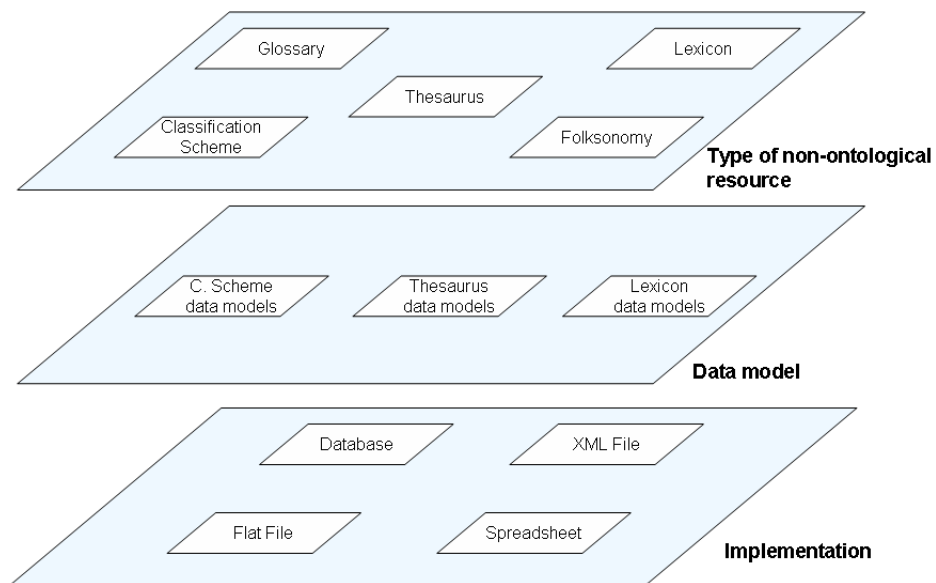 Glossary
Lexicon
Thesaurus
Classification
Scheme
Folksonomy
Type of non-ontological
resource
C. Scheme
data models
Thesaurus
data models
Lexicon
data models
Data model
Database
XML File
Flat File
Spreadsheet
Implementation